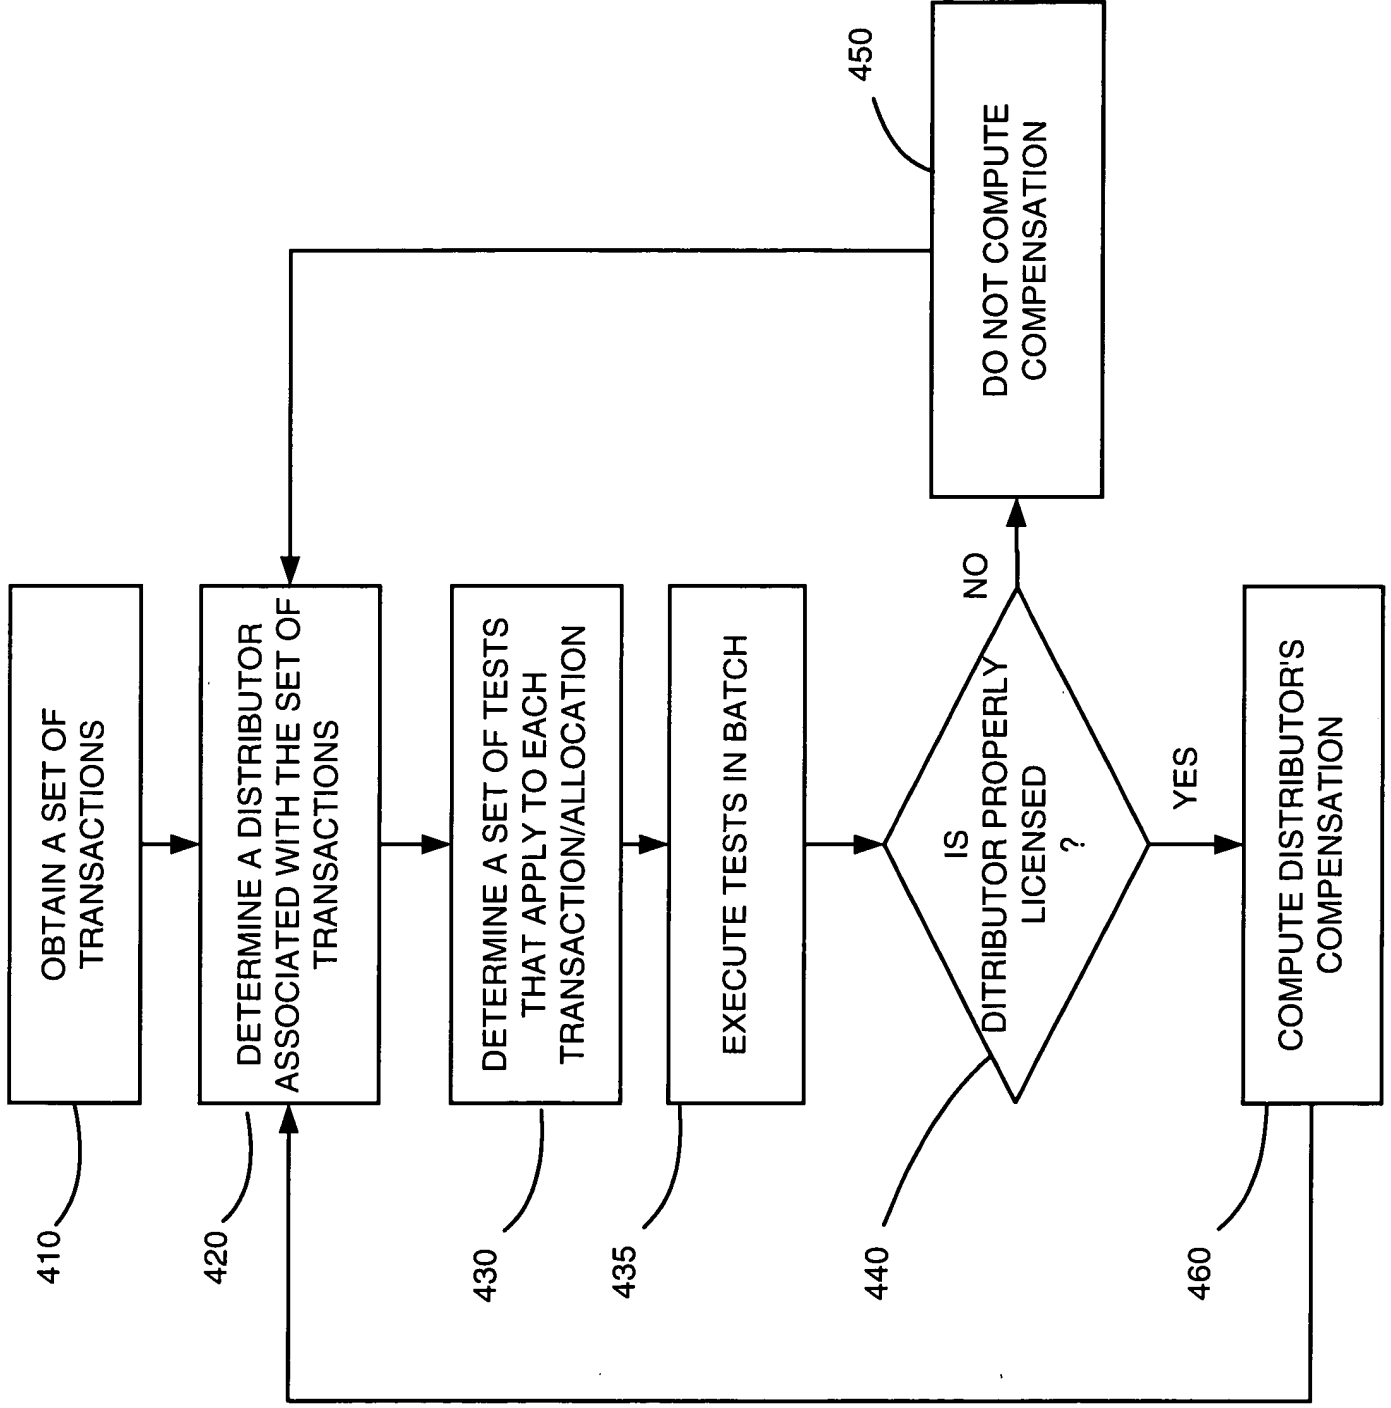 410
OBTAIN A SET OF
TRANSACTIONS
420
DETERMINE A DISTRIBUTOR
ASSOCIATED WITH THE SET OF
TRANSACTIONS
430
DETERMINE A SET OF TESTS
THAT APPLY TO EACH
TRANSACTION/ALLOCATION
435
EXECUTE TESTS IN BATCH
440
IS
DITRIBUTOR PROPERLY
LICENSED
?
NO
450
DO NOT COMPUTE
COMPENSATION
YES
460
COMPUTE DISTRIBUTOR'S
COMPENSATION